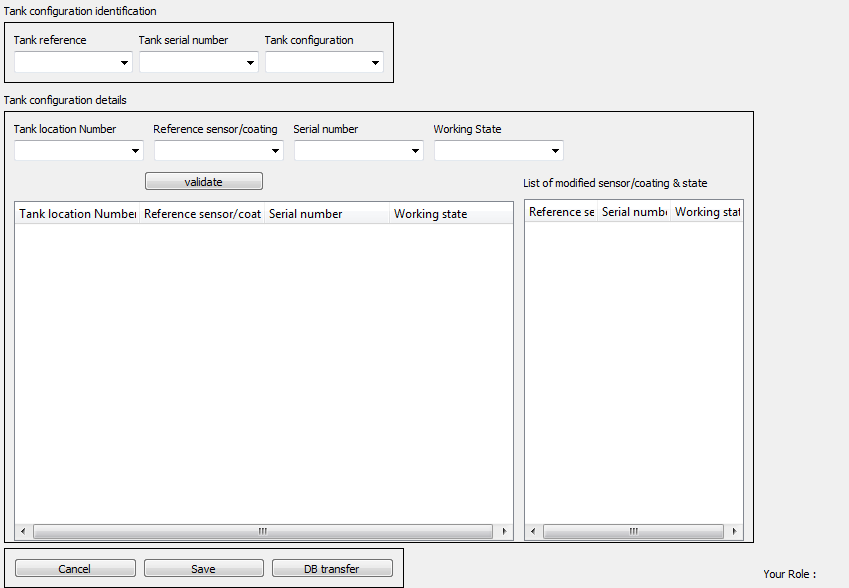 Tank configuration identification
Tank reference Tank serial number Tank configuration
Tank configuration details
Tank location Number Reference sensor/coating Serial number Working State
validate
List of modified sensor/coating & state
Tank location Number Reference sensor/coat Serial number Working state
Reference se Serial numb Working stat
Cancel Save DB transfer
Your Role :